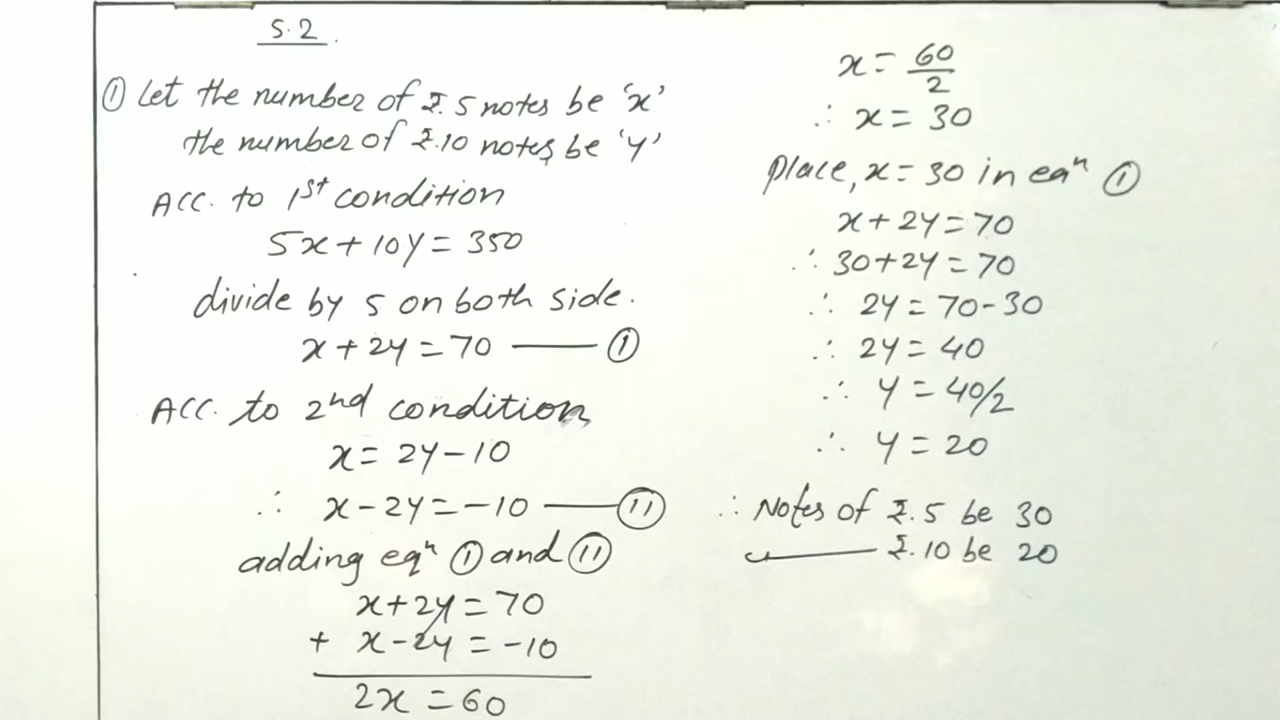 5.2.
① Let the number of ₹.5 notes be 'x'
the number of ₹.10 notes be 'y'
Acc. to 1st condition
5x+10y=350
divide by 5 on both side.
x+2y=70 —— ①
Acc. to 2nd condition
x=2y-10
∴ x-2y=-10 —— ⑪
adding eqⁿ ① and ⑪
x+2y=70
+ x-2y=-10
2x=60
x=60/2
∴ x=30
Place, x=30 in eqⁿ ①
x+2y=70
∴ 30+2y=70
∴ 2y=70-30
∴ 2y=40
∴ y=40/2
∴ y=20
∴ Notes of ₹.5 be 30
—— ₹.10 be 20